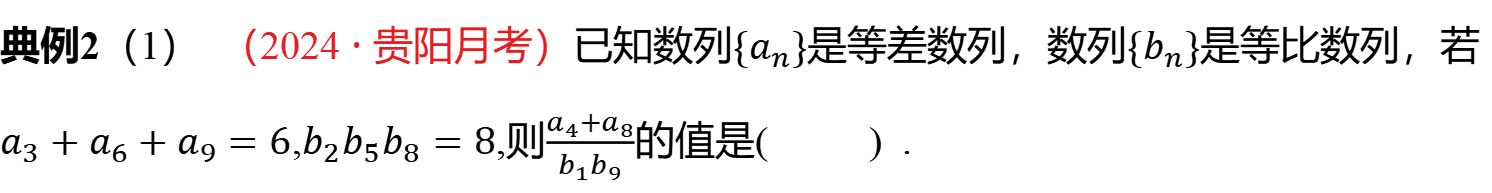 典例2（1） （2024 · 贵阳月考）已知数列{aₙ}是等差数列，数列{bₙ}是等比数列，若
a₃ + a₆ + a₉ = 6,b₂b₅b₈ = 8,则\frac{a₄+a₈}{b₁b₉}的值是(　　) .